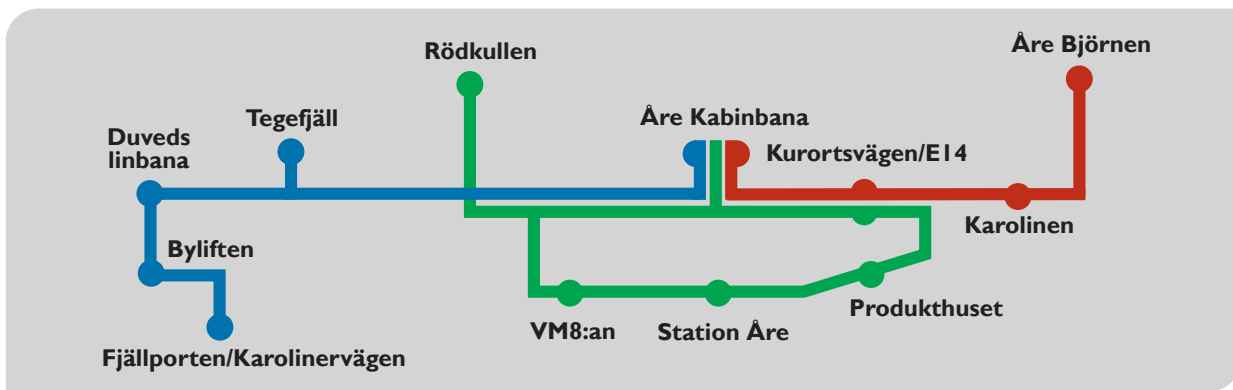 Åre Björnen
Rödkullen
Tegefjäll
Åre Kabinbana
Duveds
linbana
Kurortsvägen/E14
Karolinen
Byliften
Produkthuset
VM8:an
Station Åre
Fjällporten/Karolinervägen